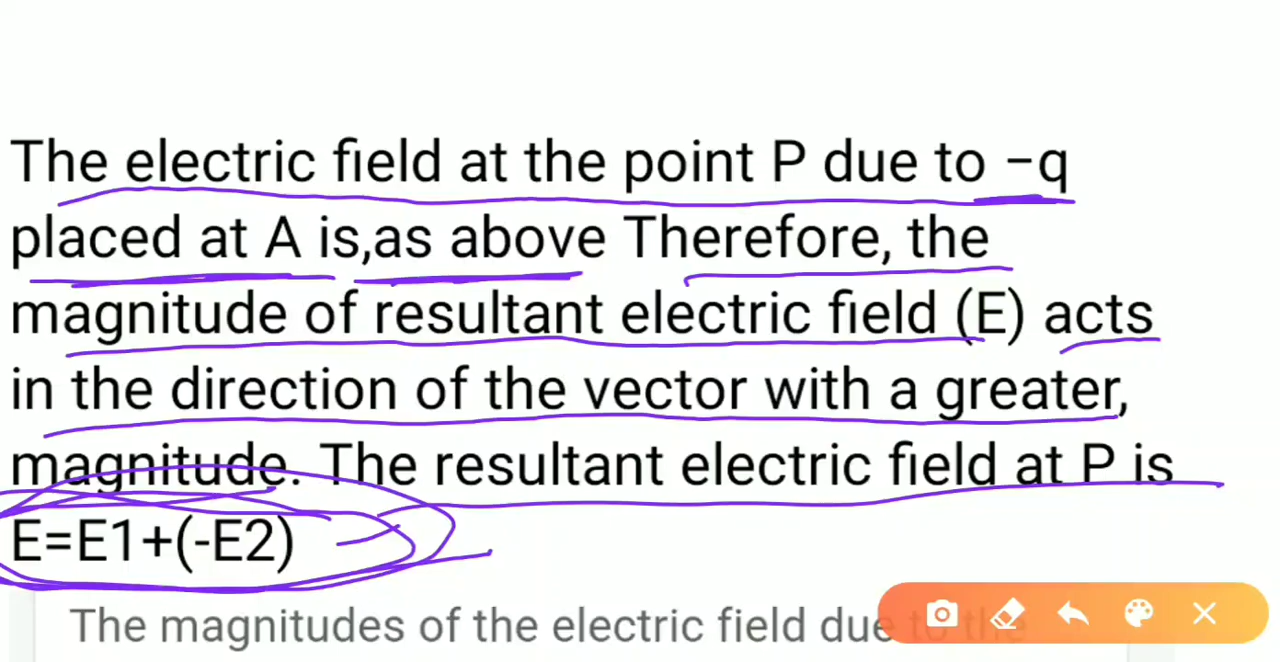 The electric field at the point P due to −q
placed at A is,as above Therefore, the
magnitude of resultant electric field (E) acts
in the direction of the vector with a greater,
magnitude. The resultant electric field at P is
E=E1+(-E2)
The magnitudes of the electric field due to the